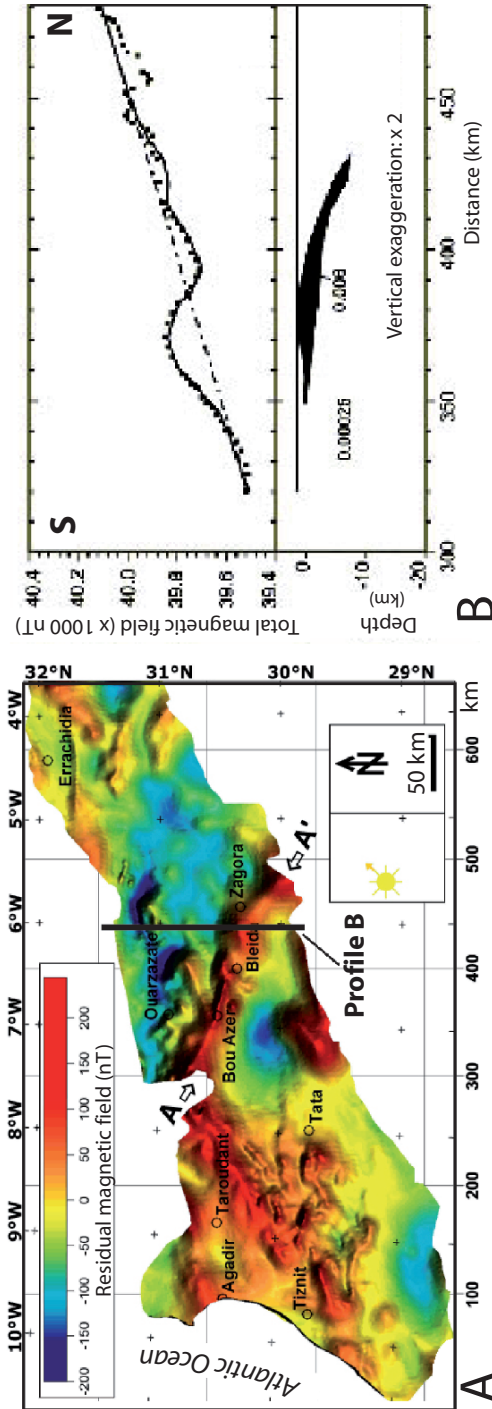 10°W
9°W
8°W
7°W
6°W
5°W
4°W
32°N
31°N
30°N
29°N
-200 -150 -100 -50 0 50 100 150 200
Residual magnetic field (nT)
Errachidia
Ouarzazate
Zagora
Bleida
Bou Azer
A
A'
Taroudant
Agadir
Tata
Tiznit
Atlantic Ocean
Profile B
N
50 km
100 200 300 400 500 600 km
A
S
N
40.4
40.2
40.0
39.8
39.6
39.4
Total magnetic field (x 1000 nT)
0.00025
0.008
Vertical exaggeration: x 2
0
-10
-20
Depth
(km)
300 350 400 450
Distance (km)
B